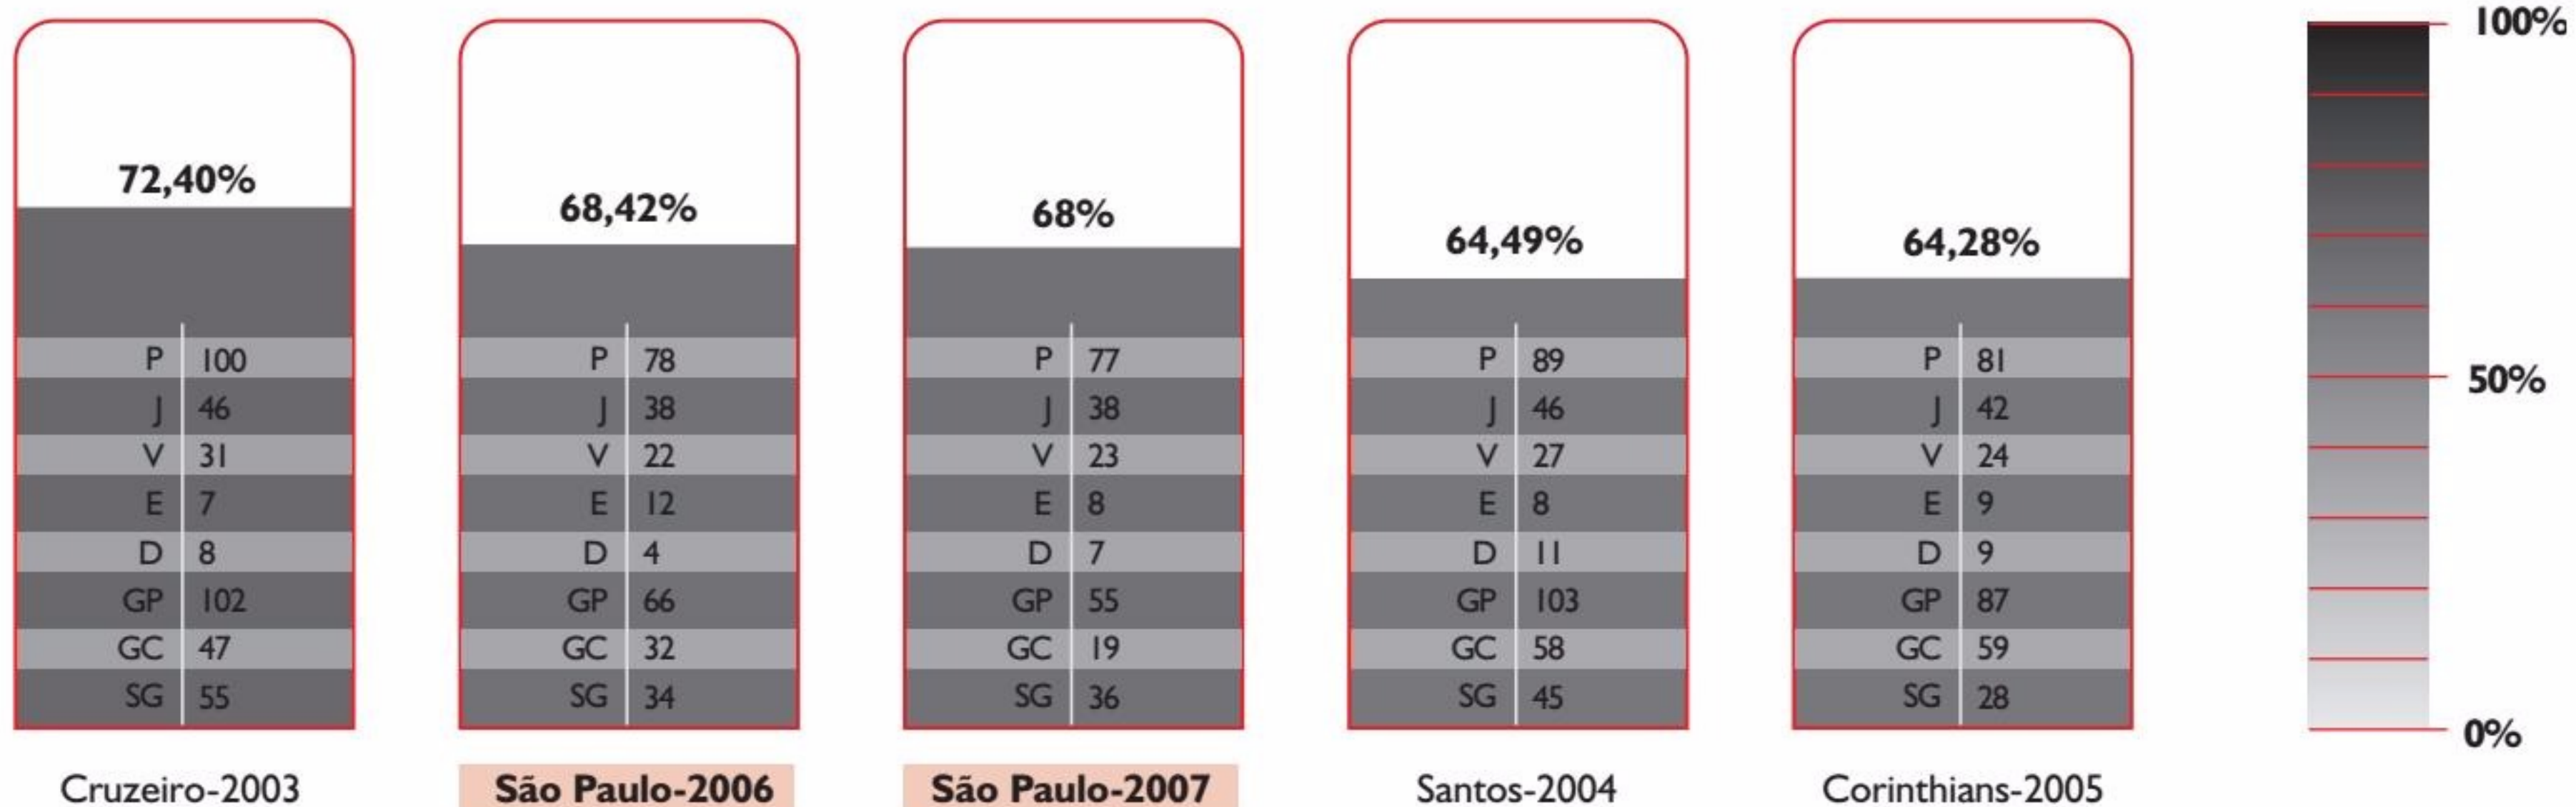 72,40%
P 100
J 46
V 31
E 7
D 8
GP 102
GC 47
SG 55
Cruzeiro-2003
68,42%
P 78
J 38
V 22
E 12
D 4
GP 66
GC 32
SG 34
São Paulo-2006
68%
P 77
J 38
V 23
E 8
D 7
GP 55
GC 19
SG 36
São Paulo-2007
64,49%
P 89
J 46
V 27
E 8
D 11
GP 103
GC 58
SG 45
Santos-2004
64,28%
P 81
J 42
V 24
E 9
D 9
GP 87
GC 59
SG 28
Corinthians-2005
100%
50%
0%